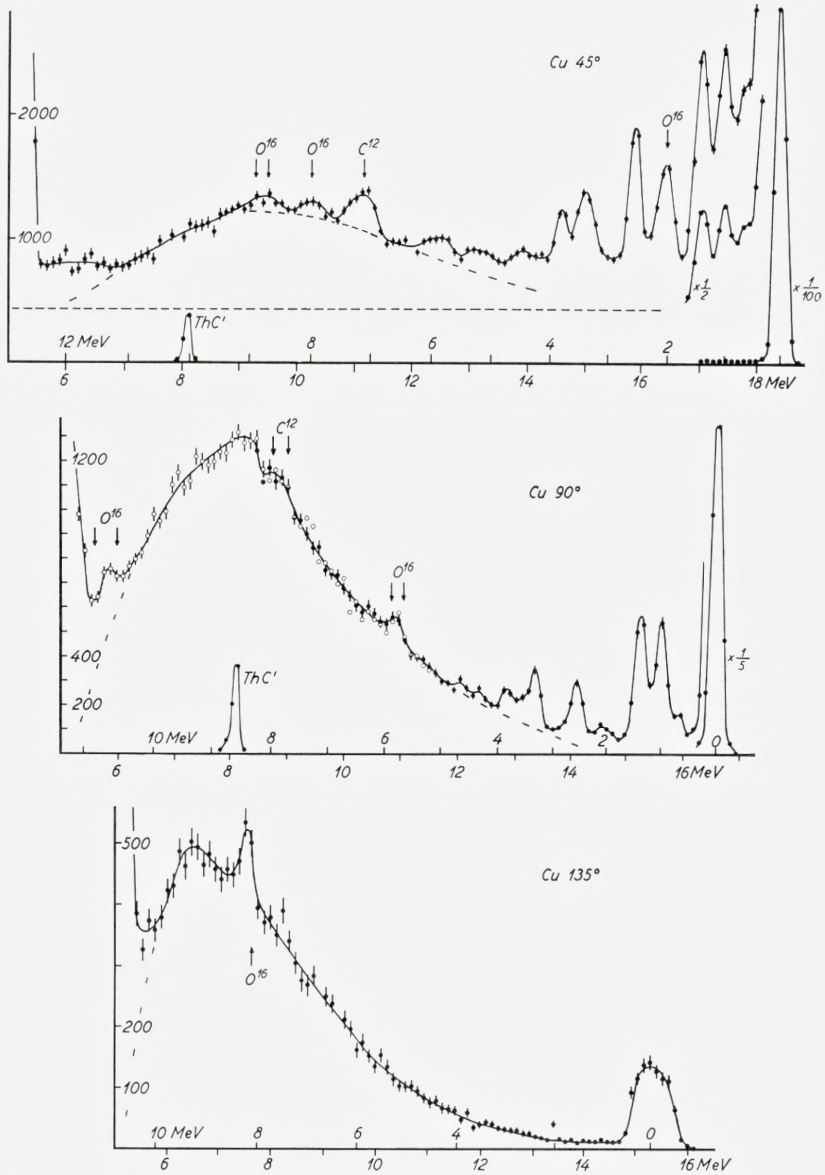 Cu 45°
2000
O¹⁶ O¹⁶ C¹² O¹⁶
1000
×1/2
×1/100
ThC'
12 MeV 8 6 4 2
6 8 10 12 14 16 18 MeV
C¹²
1200
Cu 90°
O¹⁶
O¹⁶
400
ThC'
×1/5
200
10 MeV 8 6 4 2 0
6 8 10 12 14 16 MeV
500
Cu 135°
O¹⁶
200
100
10 MeV 8 6 4 0
6 8 10 12 14 16 MeV